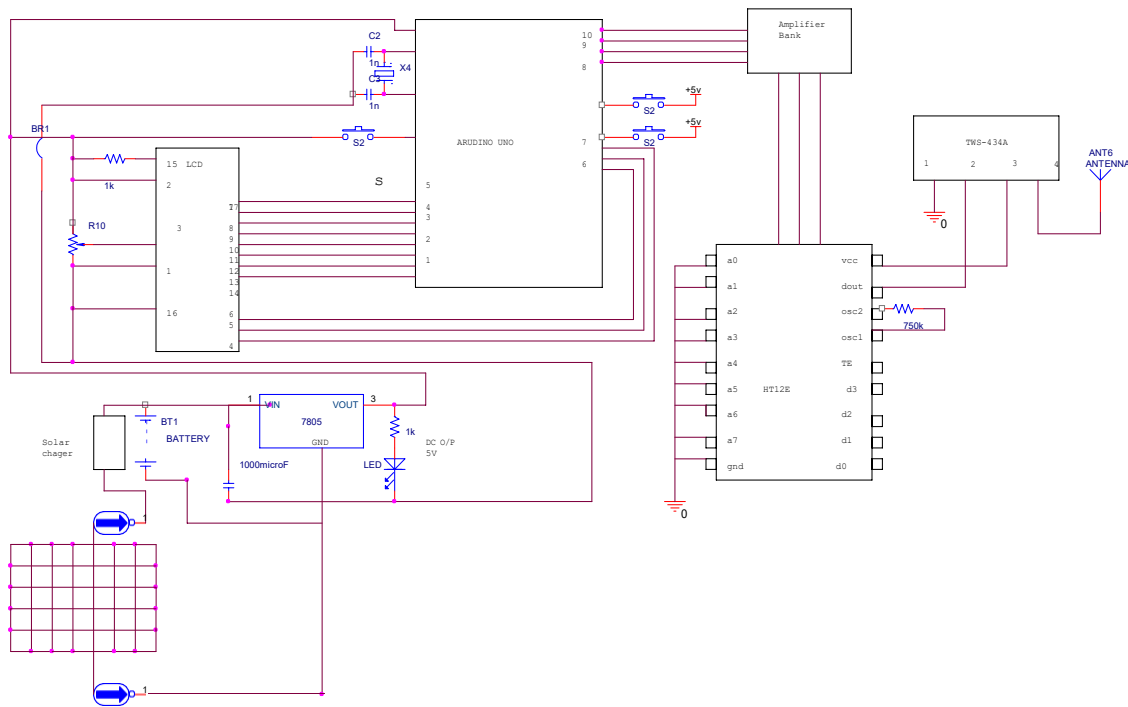 Amplifier
Bank
10
9
8
C2
1n
X4
C3
1n
+5v
S2
+5v
S2
BR1
S2
ARUDINO UNO
7
6
TWS-434A
1
2
3
4
ANT6
ANTENNA
0
15 LCD
1k
2
S
5
17
4
R10
3
8
3
9
2
10
11
1
1
12
13
14
16
6
5
4
a0
vcc
a1
dout
a2
osc2
750k
a3
osc1
a4
TE
a5
HT12E
d3
a6
d2
a7
d1
gnd
d0
0
1
VIN
VOUT
3
7805
GND
BT1
BATTERY
Solar
chager
1k
DC O/P
5V
1000microF
LED
1
1